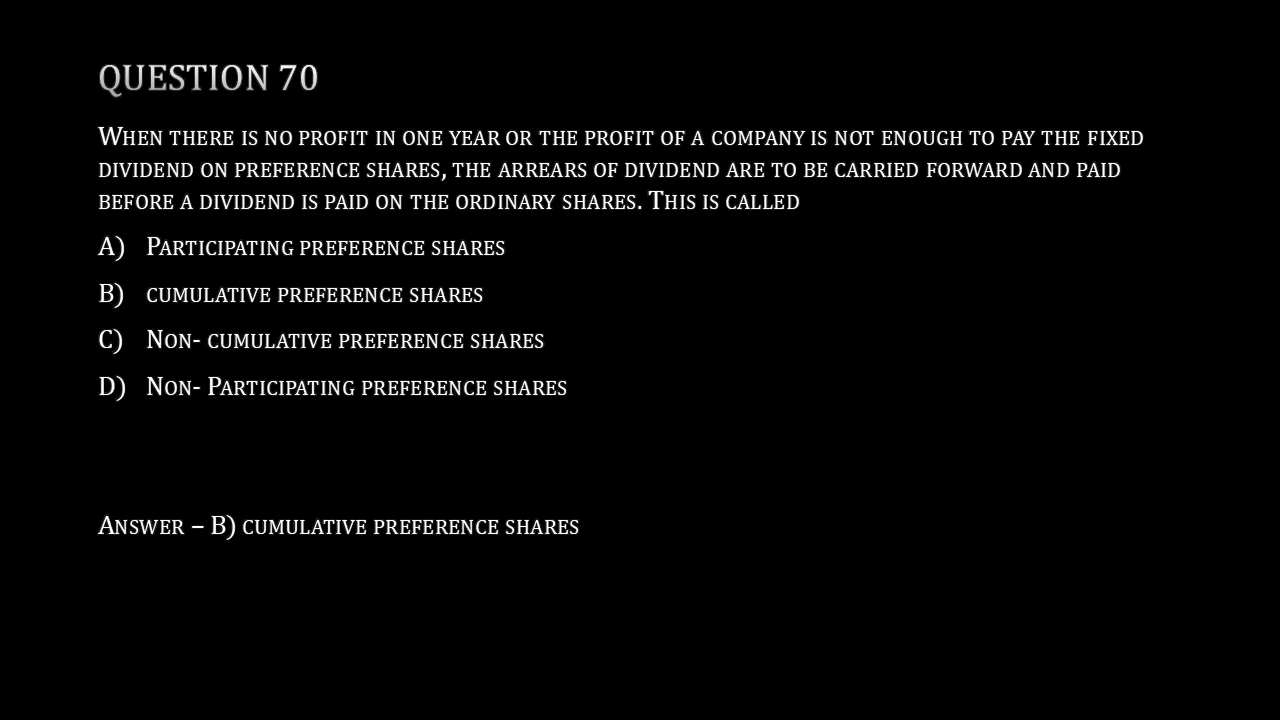 QUESTION 70
WHEN THERE IS NO PROFIT IN ONE YEAR OR THE PROFIT OF A COMPANY IS NOT ENOUGH TO PAY THE FIXED
DIVIDEND ON PREFERENCE SHARES, THE ARREARS OF DIVIDEND ARE TO BE CARRIED FORWARD AND PAID
BEFORE A DIVIDEND IS PAID ON THE ORDINARY SHARES. THIS IS CALLED
A) PARTICIPATING PREFERENCE SHARES
B) CUMULATIVE PREFERENCE SHARES
C) NON- CUMULATIVE PREFERENCE SHARES
D) NON- PARTICIPATING PREFERENCE SHARES
ANSWER – B) CUMULATIVE PREFERENCE SHARES